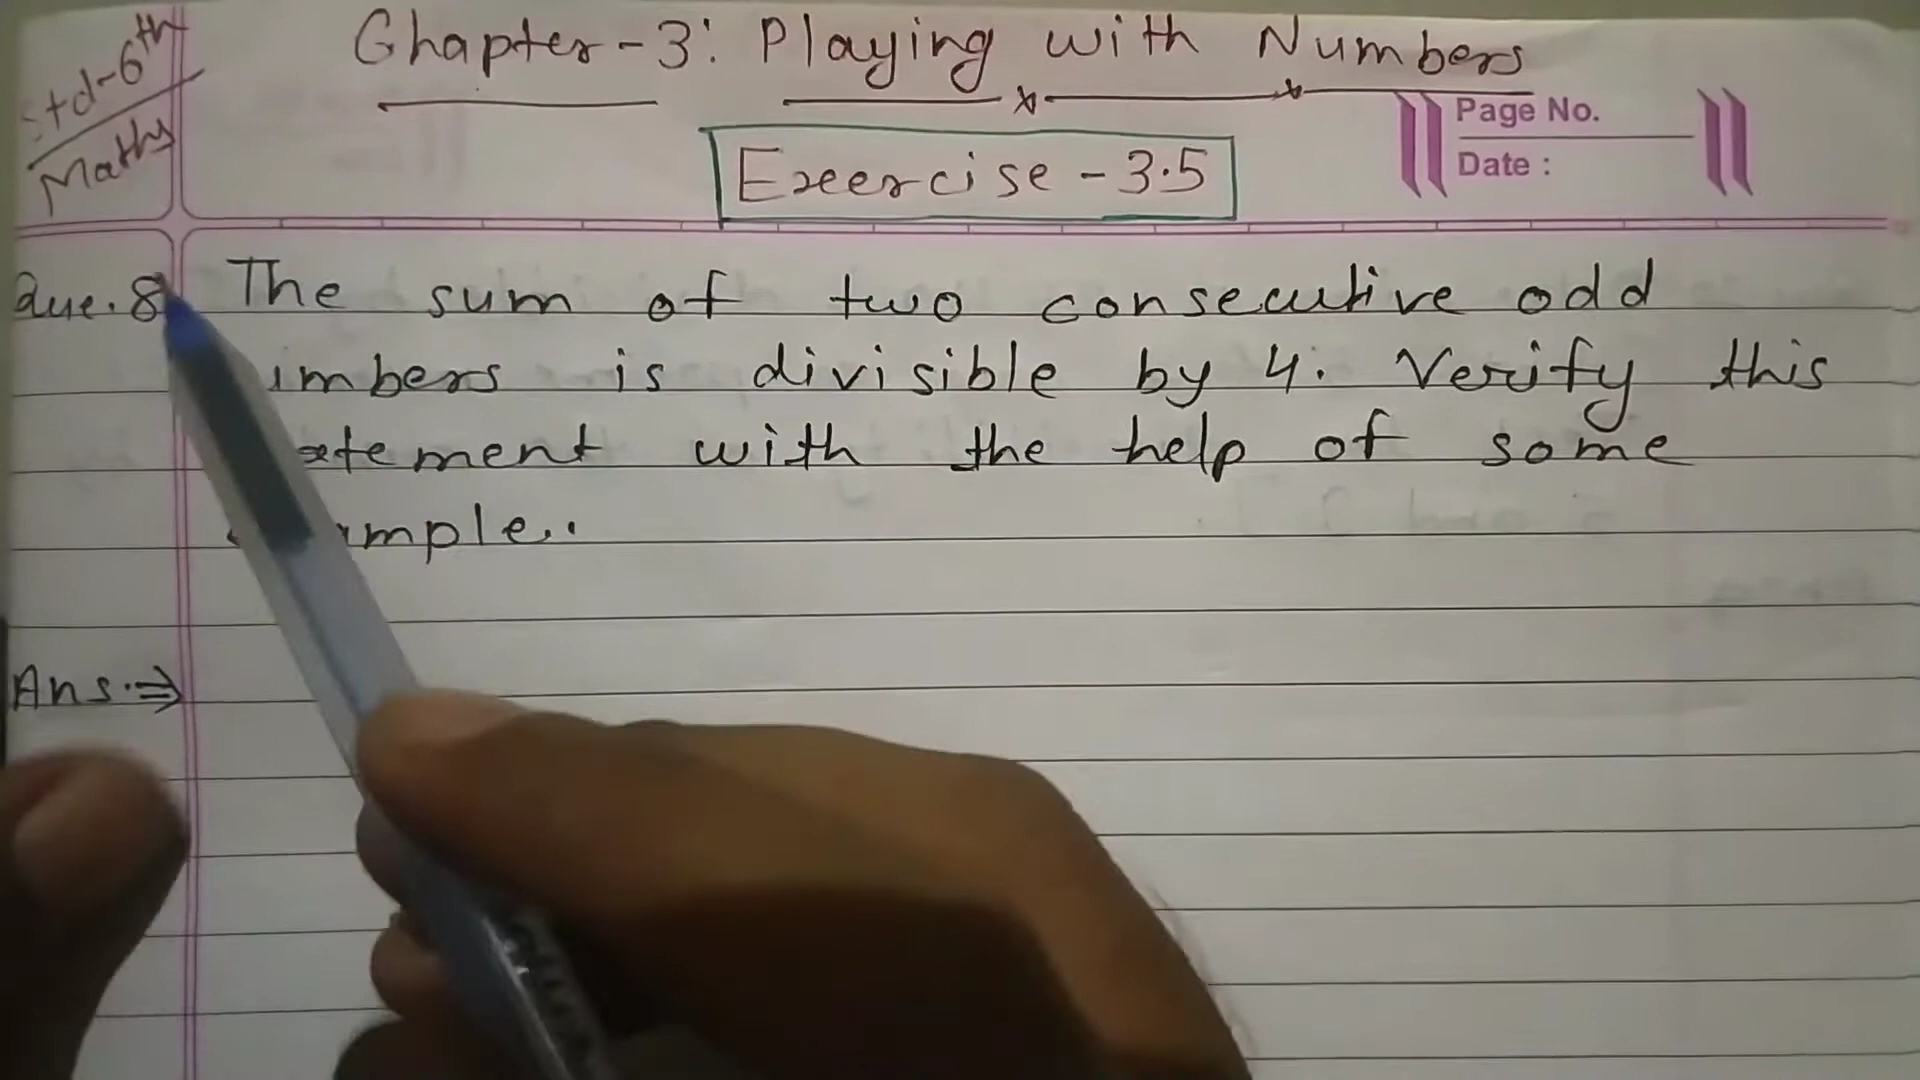 Std-6th
Maths
Chapter-3: Playing with Numbers
Page No.
Date :
Exercise - 3.5
Que. 8 The sum of two consecutive odd
is divisible by 4. Verify this
with the help of some
Ans.⇒